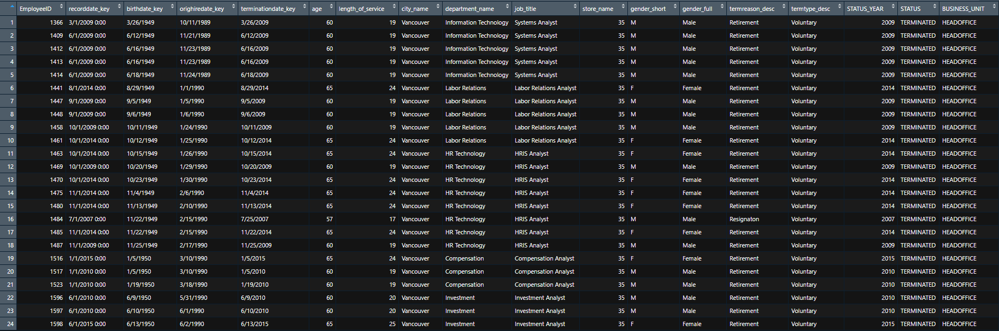 EmployeeID recorddate_key birthdate_key orighiredate_key terminationdate_key age length_of_service city_name department_name job_title store_name gender_short gender_full termreason_desc termtype_desc STATUS_YEAR STATUS BUSINESS_UNIT
1 1366 3/1/2009 0:00 3/26/1949 10/11/1989 3/26/2009 60 19 Vancouver Information Technology Systems Analyst 35 M Male Retirement Voluntary 2009 TERMINATED HEADOFFICE
2 1409 6/1/2009 0:00 6/12/1949 11/21/1989 6/12/2009 60 19 Vancouver Information Technology Systems Analyst 35 M Male Retirement Voluntary 2009 TERMINATED HEADOFFICE
3 1412 6/1/2009 0:00 6/16/1949 11/23/1989 6/16/2009 60 19 Vancouver Information Technology Systems Analyst 35 M Male Retirement Voluntary 2009 TERMINATED HEADOFFICE
4 1413 6/1/2009 0:00 6/16/1949 11/23/1989 6/16/2009 60 19 Vancouver Information Technology Systems Analyst 35 M Male Retirement Voluntary 2009 TERMINATED HEADOFFICE
5 1414 6/1/2009 0:00 6/18/1949 11/24/1989 6/18/2009 60 19 Vancouver Information Technology Systems Analyst 35 M Male Retirement Voluntary 2009 TERMINATED HEADOFFICE
6 1441 8/1/2014 0:00 8/29/1949 1/1/1990 8/29/2014 65 24 Vancouver Labor Relations Labor Relations Analyst 35 F Female Retirement Voluntary 2014 TERMINATED HEADOFFICE
7 1447 9/1/2009 0:00 9/5/1949 1/5/1990 9/5/2009 60 19 Vancouver Labor Relations Labor Relations Analyst 35 M Male Retirement Voluntary 2009 TERMINATED HEADOFFICE
8 1448 9/1/2009 0:00 9/6/1949 1/6/1990 9/6/2009 60 19 Vancouver Labor Relations Labor Relations Analyst 35 M Male Retirement Voluntary 2009 TERMINATED HEADOFFICE
9 1458 10/1/2009 0:00 10/11/1949 1/24/1990 10/11/2009 60 19 Vancouver Labor Relations Labor Relations Analyst 35 M Male Retirement Voluntary 2009 TERMINATED HEADOFFICE
10 1461 10/1/2014 0:00 10/12/1949 1/25/1990 10/12/2014 65 24 Vancouver Labor Relations Labor Relations Analyst 35 F Female Retirement Voluntary 2014 TERMINATED HEADOFFICE
11 1463 10/1/2014 0:00 10/15/1949 1/26/1990 10/15/2014 65 24 Vancouver HR Technology HRIS Analyst 35 F Female Retirement Voluntary 2014 TERMINATED HEADOFFICE
12 1469 10/1/2009 0:00 10/20/1949 1/29/1990 10/20/2009 60 19 Vancouver HR Technology HRIS Analyst 35 M Male Retirement Voluntary 2009 TERMINATED HEADOFFICE
13 1470 10/1/2014 0:00 10/23/1949 1/30/1990 10/23/2014 65 24 Vancouver HR Technology HRIS Analyst 35 F Female Retirement Voluntary 2014 TERMINATED HEADOFFICE
14 1475 11/1/2014 0:00 11/4/1949 2/6/1990 11/4/2014 65 24 Vancouver HR Technology HRIS Analyst 35 F Female Retirement Voluntary 2014 TERMINATED HEADOFFICE
15 1480 11/1/2014 0:00 11/13/1949 2/10/1990 11/13/2014 65 24 Vancouver HR Technology HRIS Analyst 35 F Female Retirement Voluntary 2014 TERMINATED HEADOFFICE
16 1484 7/1/2007 0:00 11/22/1949 2/15/1990 7/25/2007 57 17 Vancouver HR Technology HRIS Analyst 35 M Male Resignaton Voluntary 2007 TERMINATED HEADOFFICE
17 1485 11/1/2014 0:00 11/22/1949 2/15/1990 11/22/2014 65 24 Vancouver HR Technology HRIS Analyst 35 F Female Retirement Voluntary 2014 TERMINATED HEADOFFICE
18 1487 11/1/2009 0:00 11/25/1949 2/17/1990 11/25/2009 60 19 Vancouver HR Technology HRIS Analyst 35 M Male Retirement Voluntary 2009 TERMINATED HEADOFFICE
19 1516 1/1/2015 0:00 1/5/1950 3/10/1990 1/5/2015 65 24 Vancouver Compensation Compensation Analyst 35 F Female Retirement Voluntary 2015 TERMINATED HEADOFFICE
20 1517 1/1/2010 0:00 1/5/1950 3/10/1990 1/5/2010 60 19 Vancouver Compensation Compensation Analyst 35 M Male Retirement Voluntary 2010 TERMINATED HEADOFFICE
21 1523 1/1/2010 0:00 1/19/1950 3/18/1990 1/19/2010 60 19 Vancouver Compensation Compensation Analyst 35 M Male Retirement Voluntary 2010 TERMINATED HEADOFFICE
22 1596 6/1/2010 0:00 6/9/1950 5/31/1990 6/9/2010 60 20 Vancouver Investment Investment Analyst 35 M Male Retirement Voluntary 2010 TERMINATED HEADOFFICE
23 1597 6/1/2010 0:00 6/10/1950 6/1/1990 6/10/2010 60 20 Vancouver Investment Investment Analyst 35 M Male Retirement Voluntary 2010 TERMINATED HEADOFFICE
24 1598 6/1/2015 0:00 6/13/1950 6/2/1990 6/13/2015 65 25 Vancouver Investment Investment Analyst 35 F Female Retirement Voluntary 2015 TERMINATED HEADOFFICE